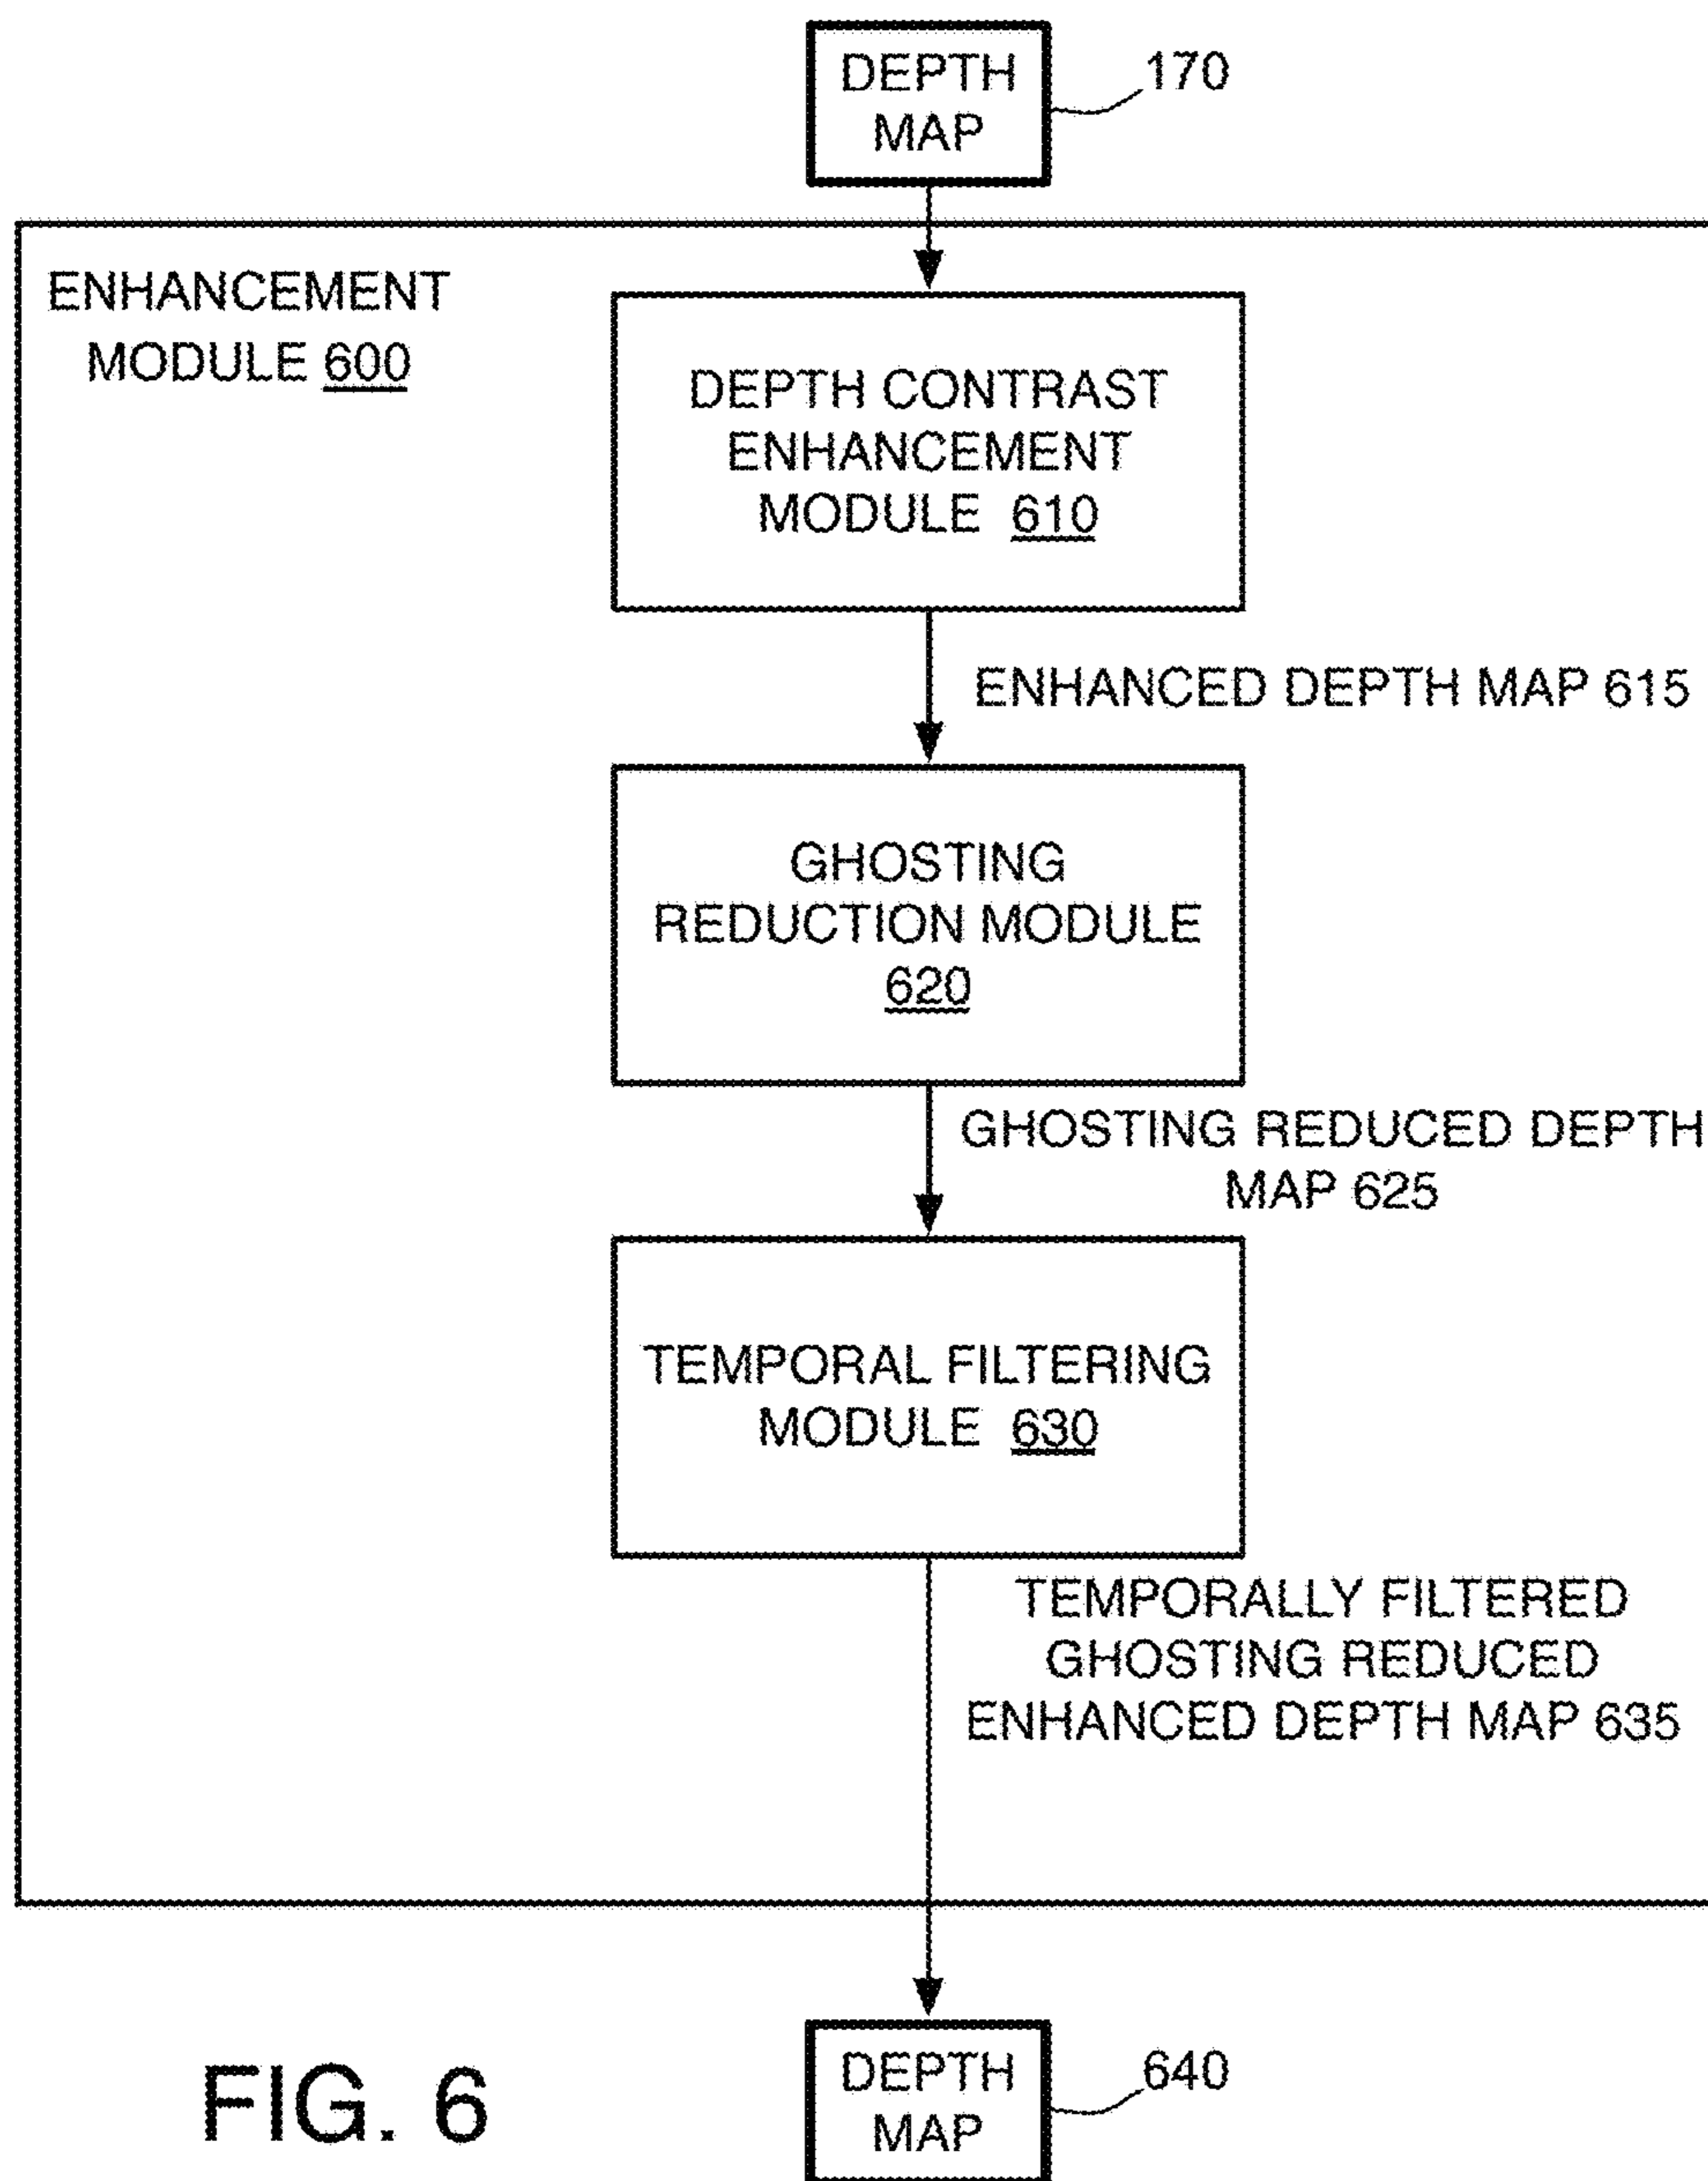 DEPTH
MAP
170
ENHANCEMENT
MODULE 600
DEPTH CONTRAST
ENHANCEMENT
MODULE 610
ENHANCED DEPTH MAP 615
GHOSTING
REDUCTION MODULE
620
GHOSTING REDUCED DEPTH
MAP 625
TEMPORAL FILTERING
MODULE 630
TEMPORALLY FILTERED
GHOSTING REDUCED
ENHANCED DEPTH MAP 635
DEPTH
MAP
640
FIG. 6